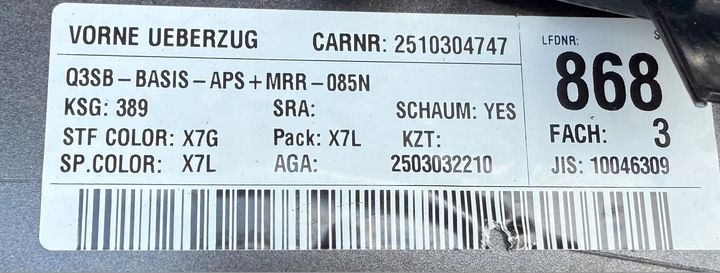 VORNE UEBERZUG CARNR: 2510304747
LFDNR: S
868
Q3SB-BASIS-APS+MRR-085N
KSG: 389 SRA: SCHAUM: YES
STF COLOR: X7G Pack: X7L KZT:
FACH: 3
SP.COLOR: X7L AGA: 2503032210
JIS: 10046309